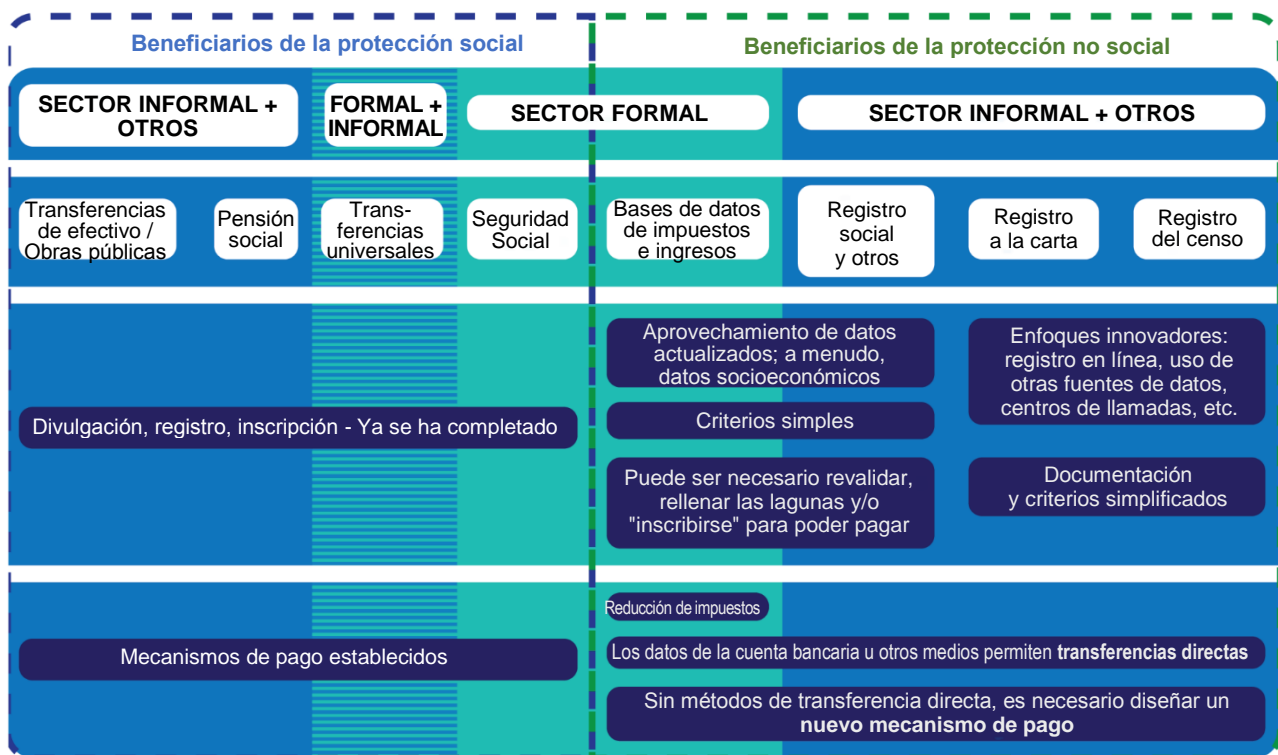 Beneficiarios de la protección social
Beneficiarios de la protección no social
SECTOR INFORMAL +
OTROS
FORMAL +
INFORMAL
SECTOR FORMAL
SECTOR INFORMAL + OTROS
Transferencias
de efectivo /
Obras públicas
Pensión
social
Trans-
ferencias
universales
Seguridad
Social
Bases de datos
de impuestos
e ingresos
Registro
social
y otros
Registro
a la carta
Registro
del censo
Divulgación, registro, inscripción - Ya se ha completado
Aprovechamiento de datos
actualizados; a menudo,
datos socioeconómicos
Criterios simples
Puede ser necesario revalidar,
rellenar las lagunas y/o
"inscribirse" para poder pagar
Enfoques innovadores:
registro en línea, uso de
otras fuentes de datos,
centros de llamadas, etc.
Documentación
y criterios simplificados
Mecanismos de pago establecidos
Reducción de impuestos
Los datos de la cuenta bancaria u otros medios permiten transferencias directas
Sin métodos de transferencia directa, es necesario diseñar un
nuevo mecanismo de pago